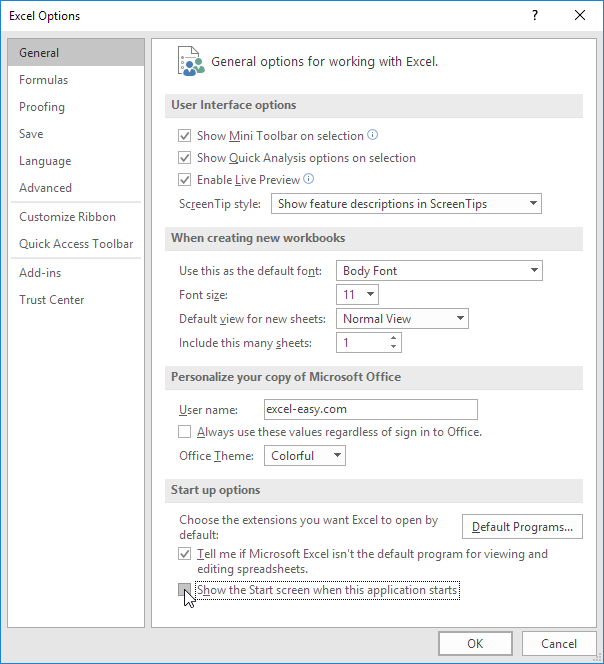 Excel Options
?
General
Formulas
Proofing
Save
Language
Advanced
Customize Ribbon
Quick Access Toolbar
Add-ins
Trust Center
General options for working with Excel.
User Interface options
Show Mini Toolbar on selection
Show Quick Analysis options on selection
Enable Live Preview
ScreenTip style: Show feature descriptions in ScreenTips
When creating new workbooks
Use this as the default font: Body Font
Font size: 11
Default view for new sheets: Normal View
Include this many sheets: 1
Personalize your copy of Microsoft Office
User name: excel-easy.com
Always use these values regardless of sign in to Office.
Office Theme: Colorful
Start up options
Choose the extensions you want Excel to open by
default:
Default Programs...
Tell me if Microsoft Excel isn't the default program for viewing and
editing spreadsheets.
Show the Start screen when this application starts
OK Cancel